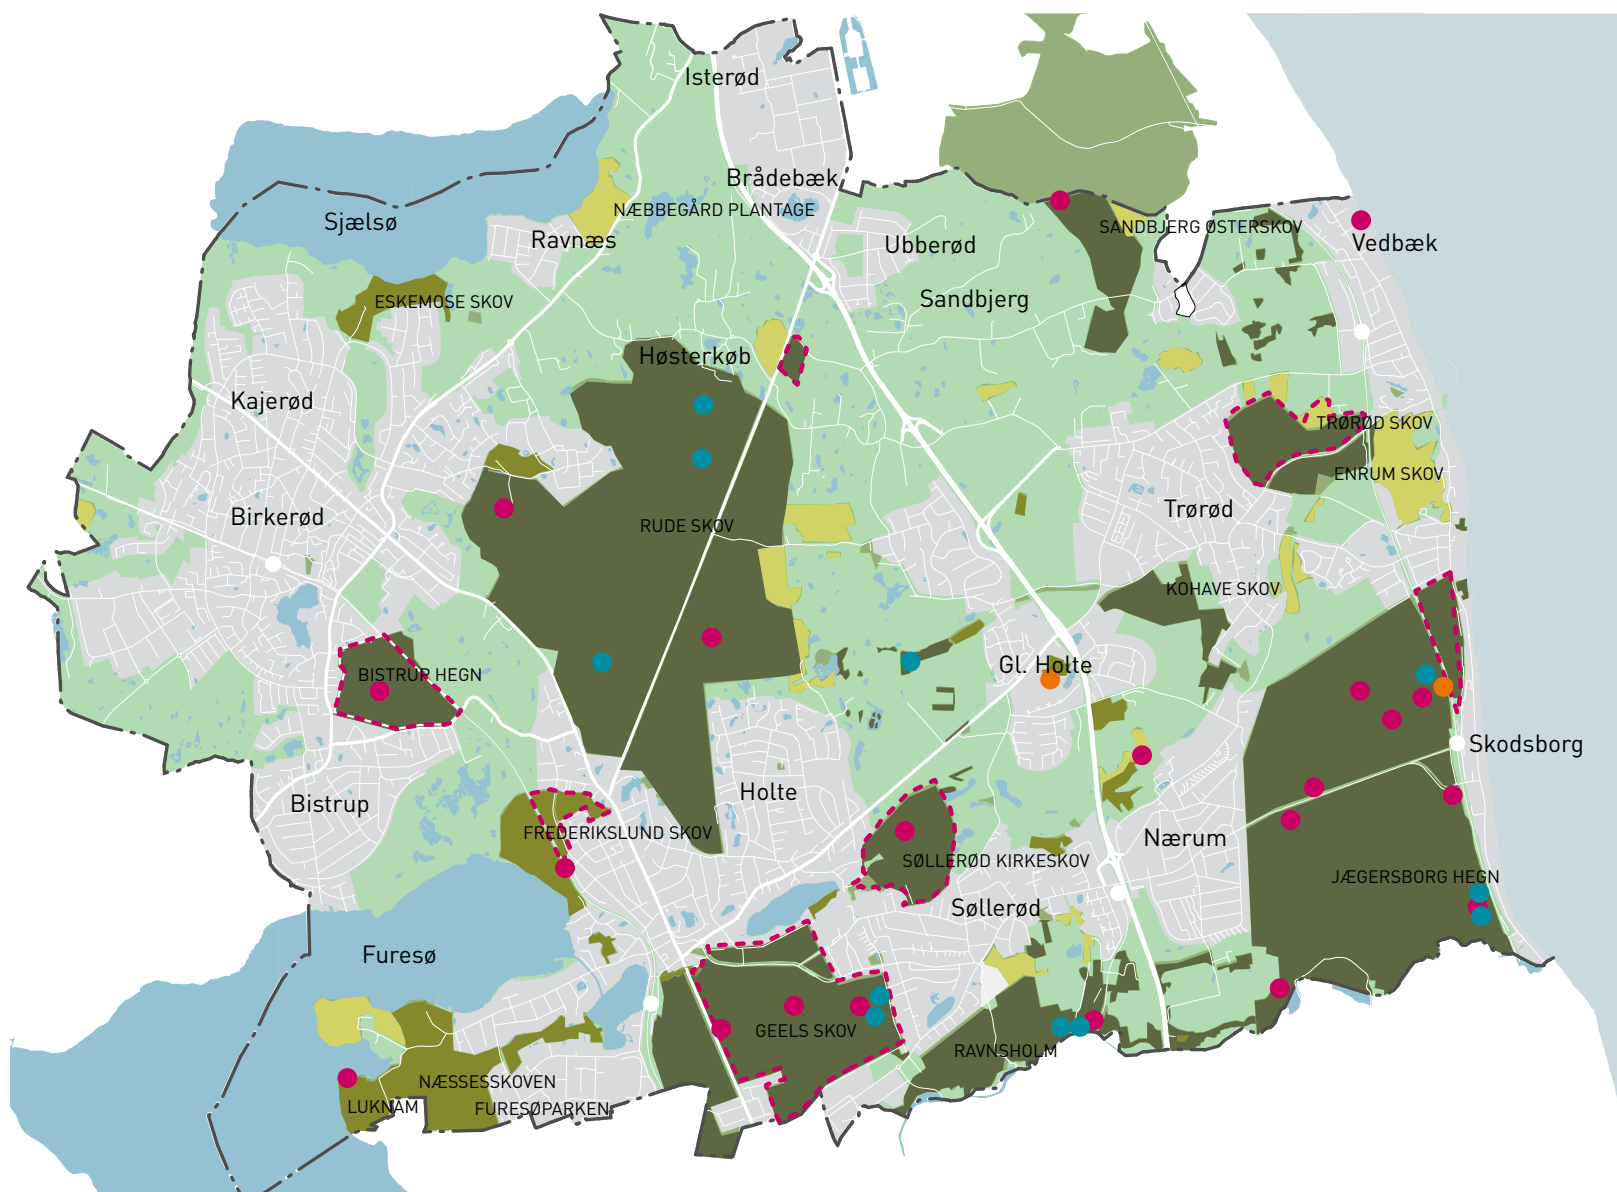 Isterød
Brådebæk
NÆBBEGÅRD PLANTAGE
Sjælsø
Ravnæs
Ubberød
SANDBJERG ØSTERSKOV
Vedbæk
ESKEMOSE SKOV
Sandbjerg
Høsterkøb
Kajerød
TRØRØD SKOV
ENRUM SKOV
Birkerød
RUDE SKOV
Trørød
KOHAVE SKOV
BISTRUP HEGN
Gl. Holte
Skodsborg
Bistrup
Holte
FREDERIKSLUND SKOV
Nærum
SØLLERØD KIRKESKOV
JÆGERSBORG HEGN
Søllerød
Furesø
GEELS SKOV
RAVNSHOLM
NÆSSESSKOVEN
LUKNAM
FURESØPARKEN